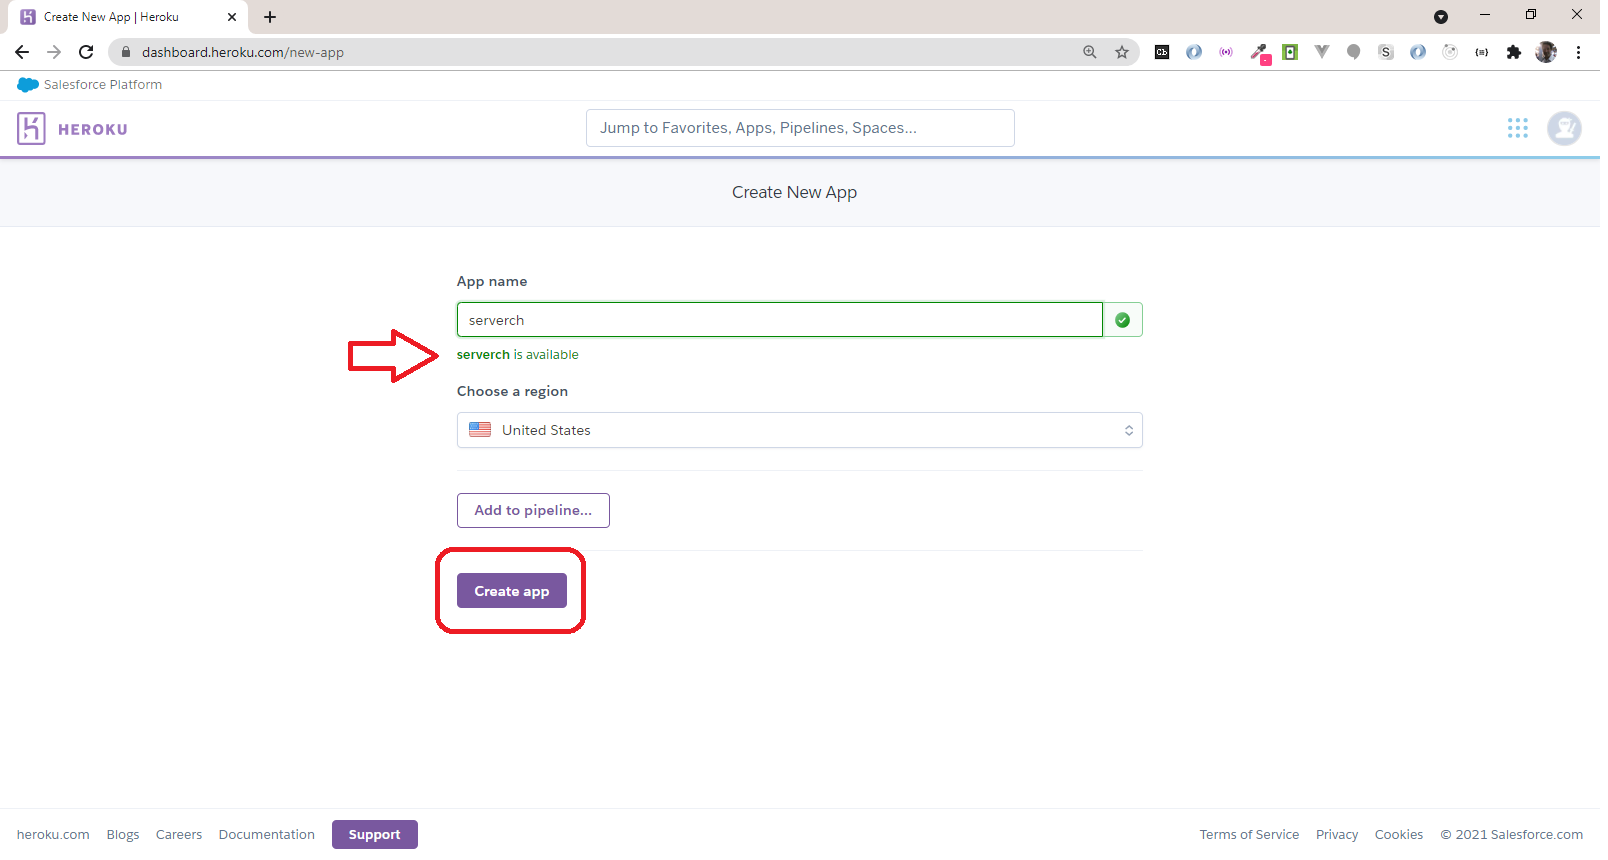 Create New App | Heroku
dashboard.heroku.com/new-app
Cb
S
Salesforce Platform
HEROKU
Jump to Favorites, Apps, Pipelines, Spaces...
Create New App
App name
serverch
serverch is available
Choose a region
United States
Add to pipeline...
Create app
heroku.com Blogs Careers Documentation Support Terms of Service Privacy Cookies © 2021 Salesforce.com